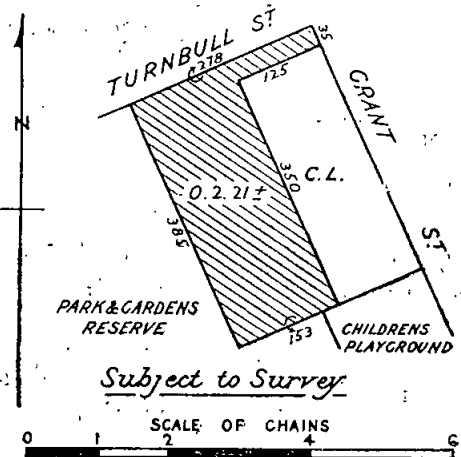 TURNBULL ST
278
35
125
GRANT ST
N
350
C.L.
0.2.21±
385
PARK & GARDENS
RESERVE
153
CHILDRENS
PLAYGROUND
Subject to Survey
SCALE OF CHAINS
0 1 2 4 6